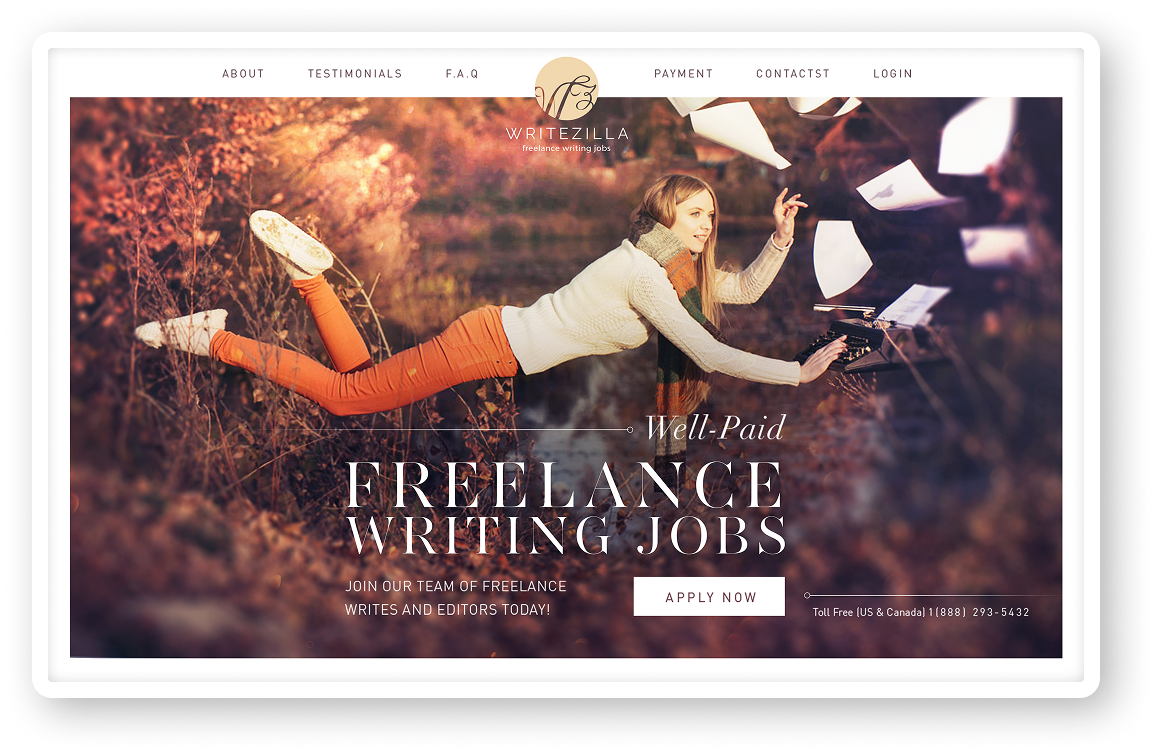 ABOUT
TESTIMONIALS
F.A.Q
PAYMENT
CONTACTST
LOGIN
WRITEZILLA
freelance writing jobs
Well-Paid
FREELANCE
WRITING JOBS
JOIN OUR TEAM OF FREELANCE
WRITES AND EDITORS TODAY!
APPLY NOW
Toll Free (US & Canada) 1(888) 293-5432